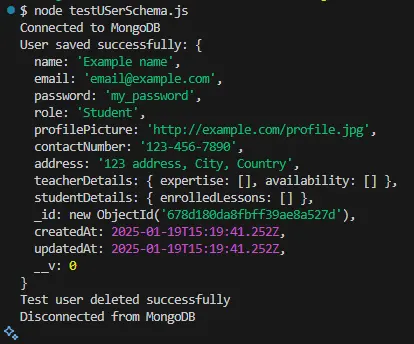 $ node testUSerSchema.js
Connected to MongoDB
User saved successfully: {
  name: 'Example name',
  email: 'email@example.com',
  password: 'my_password',
  role: 'Student',
  profilePicture: 'http://example.com/profile.jpg',
  contactNumber: '123-456-7890',
  address: '123 address, City, Country',
  teacherDetails: { expertise: [], availability: [] },
  studentDetails: { enrolledLessons: [] },
  _id: new ObjectId('678d180da8fbff39ae8a527d'),
  createdAt: 2025-01-19T15:19:41.252Z,
  updatedAt: 2025-01-19T15:19:41.252Z,
  __v: 0
}
Test user deleted successfully
Disconnected from MongoDB